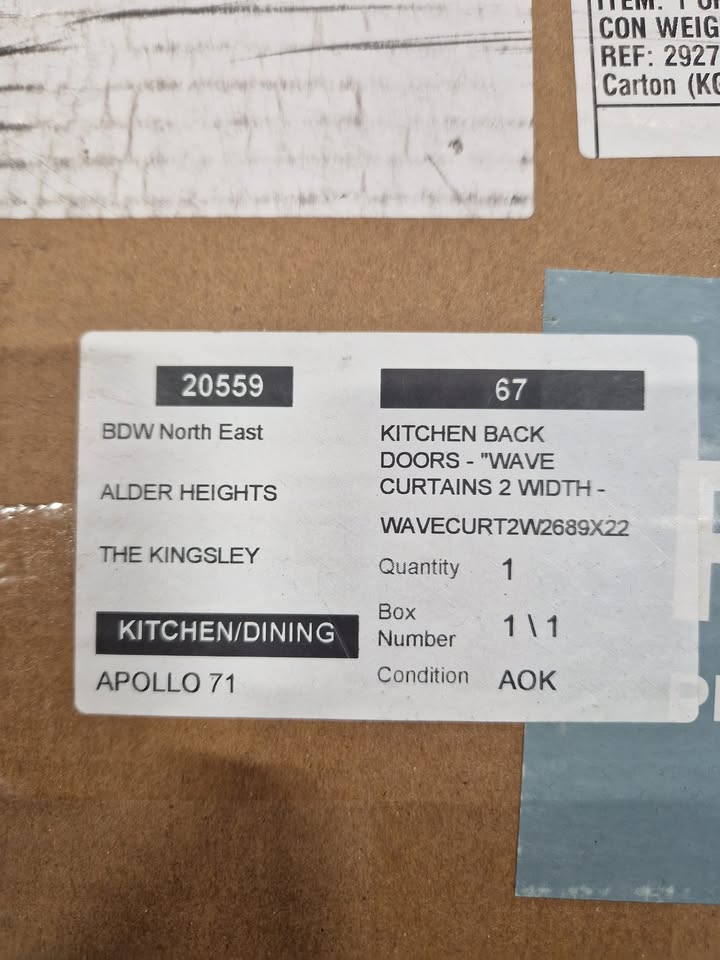 CON WEIG
REF: 2927
Carton (KG
20559
BDW North East
ALDER HEIGHTS
THE KINGSLEY
KITCHEN/DINING
APOLLO 71
67
KITCHEN BACK
DOORS - "WAVE
CURTAINS 2 WIDTH -
WAVECURT2W2689X22
Quantity 1
Box
Number 1 \ 1
Condition AOK